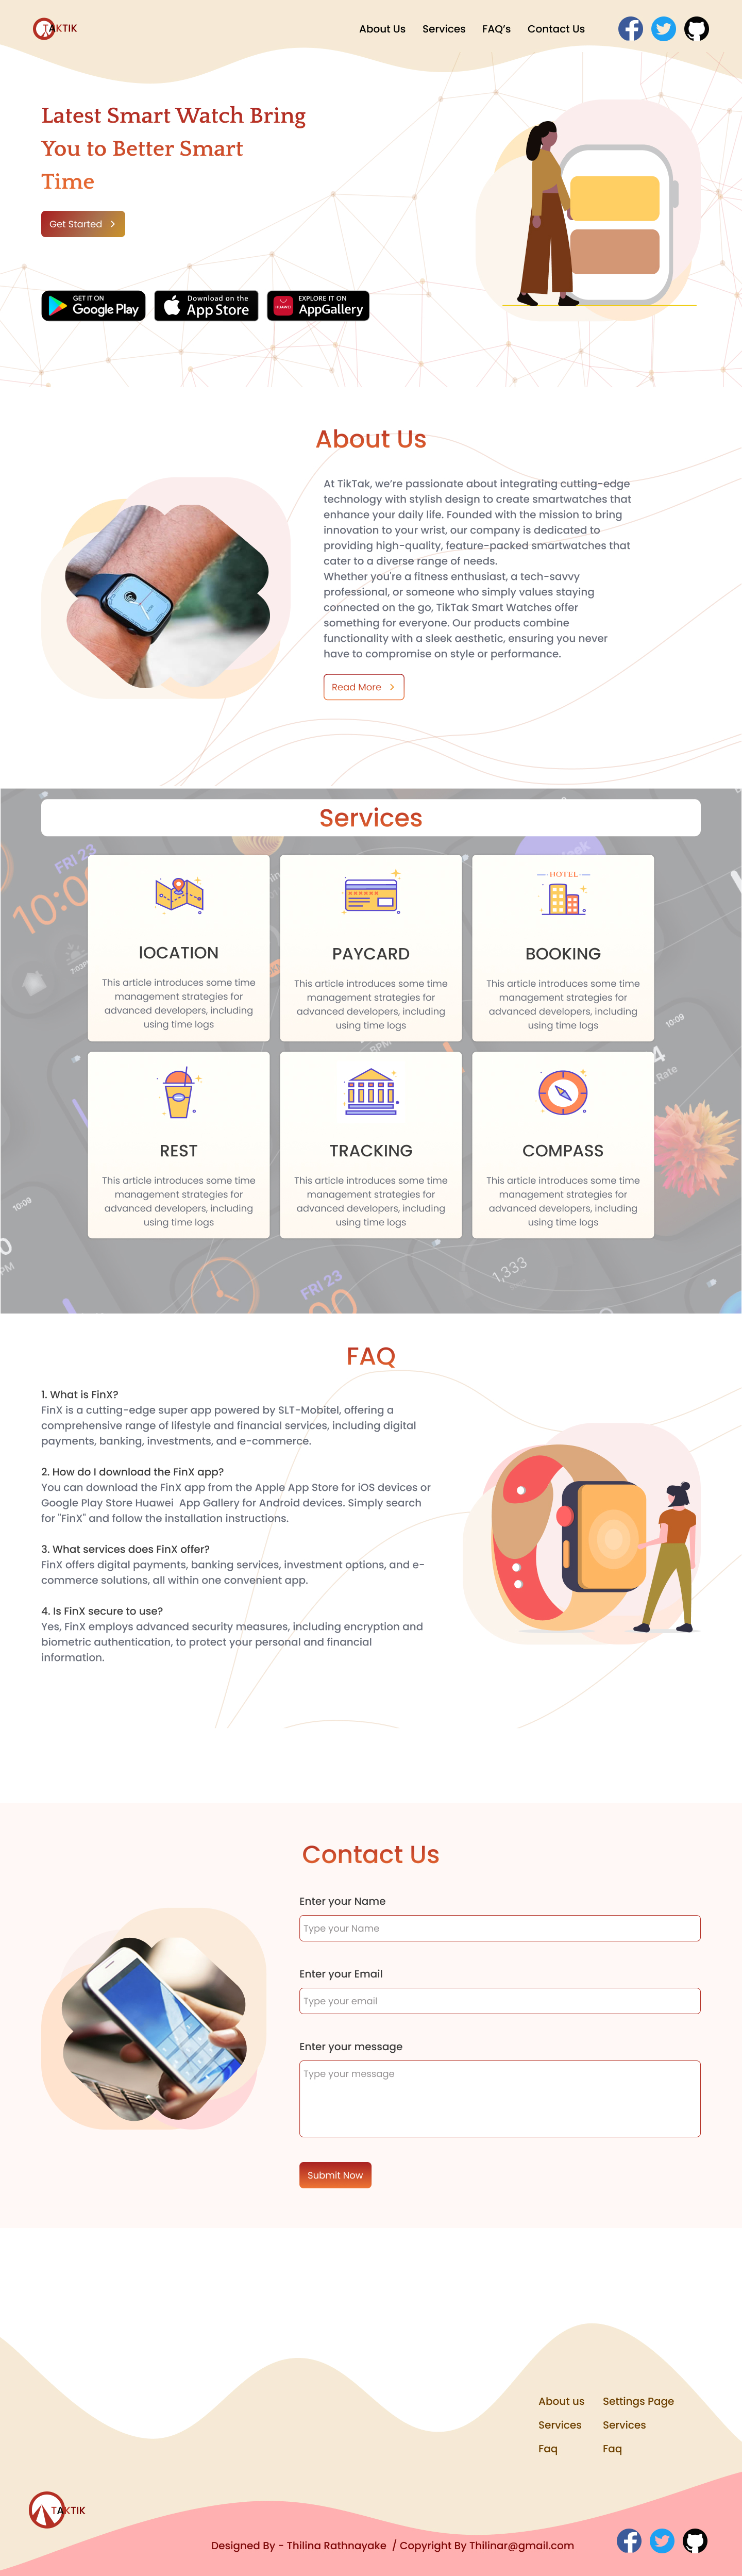 TAKTIK
About Us Services FAQ's Contact Us
Latest Smart Watch Bring
You to Better Smart
Time
Get Started
GET IT ON
Google Play
Download on the
App Store
HUAWEI
EXPLORE IT ON
AppGallery
About Us
At TikTak, we're passionate about integrating cutting-edge
technology with stylish design to create smartwatches that
enhance your daily life. Founded with the mission to bring
innovation to your wrist, our company is dedicated to
providing high-quality, feature-packed smartwatches that
cater to a diverse range of needs.
Whether you're a fitness enthusiast, a tech-savvy
professional, or someone who simply values staying
connected on the go, TikTak Smart Watches offer
something for everyone. Our products combine
functionality with a sleek aesthetic, ensuring you never
have to compromise on style or performance.
Read More
Services
FRI 23
10:0
lOCATION
This article introduces some time
management strategies for
advanced developers, including
using time logs
PAYCARD
This article introduces some time
management strategies for
advanced developers, including
using time logs
HOTEL
BOOKING
This article introduces some time
management strategies for
advanced developers, including
using time logs
10:09
BPM
Rate
REST
This article introduces some time
management strategies for
advanced developers, including
using time logs
TRACKING
This article introduces some time
management strategies for
advanced developers, including
using time logs
COMPASS
This article introduces some time
management strategies for
advanced developers, including
using time logs
10:09
PM
FRI 23
1,333
FAQ
1. What is FinX?
FinX is a cutting-edge super app powered by SLT-Mobitel, offering a
comprehensive range of lifestyle and financial services, including digital
payments, banking, investments, and e-commerce.
2. How do I download the FinX app?
You can download the FinX app from the Apple App Store for iOS devices or
Google Play Store Huawei App Gallery for Android devices. Simply search
for "FinX" and follow the installation instructions.
3. What services does FinX offer?
FinX offers digital payments, banking services, investment options, and e-
commerce solutions, all within one convenient app.
4. Is FinX secure to use?
Yes, FinX employs advanced security measures, including encryption and
biometric authentication, to protect your personal and financial
information.
Contact Us
Enter your Name
Type your Name
Enter your Email
Type your email
Enter your message
Type your message
Submit Now
About us Settings Page
Services Services
Faq Faq
TAKTIK
Designed By - Thilina Rathnayake / Copyright By Thilinar@gmail.com